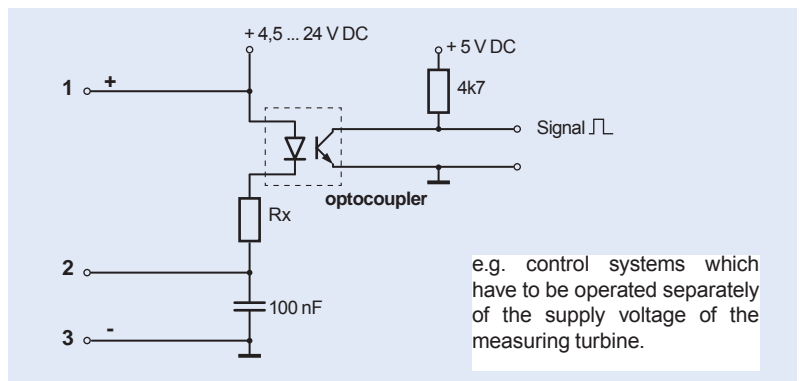 + 4,5 ... 24 V DC
+ 5 V DC
1 +
4k7
Signal
optocoupler
Rx
2
100 nF
3 -
e.g. control systems which
have to be operated separately
of the supply voltage of the
measuring turbine.